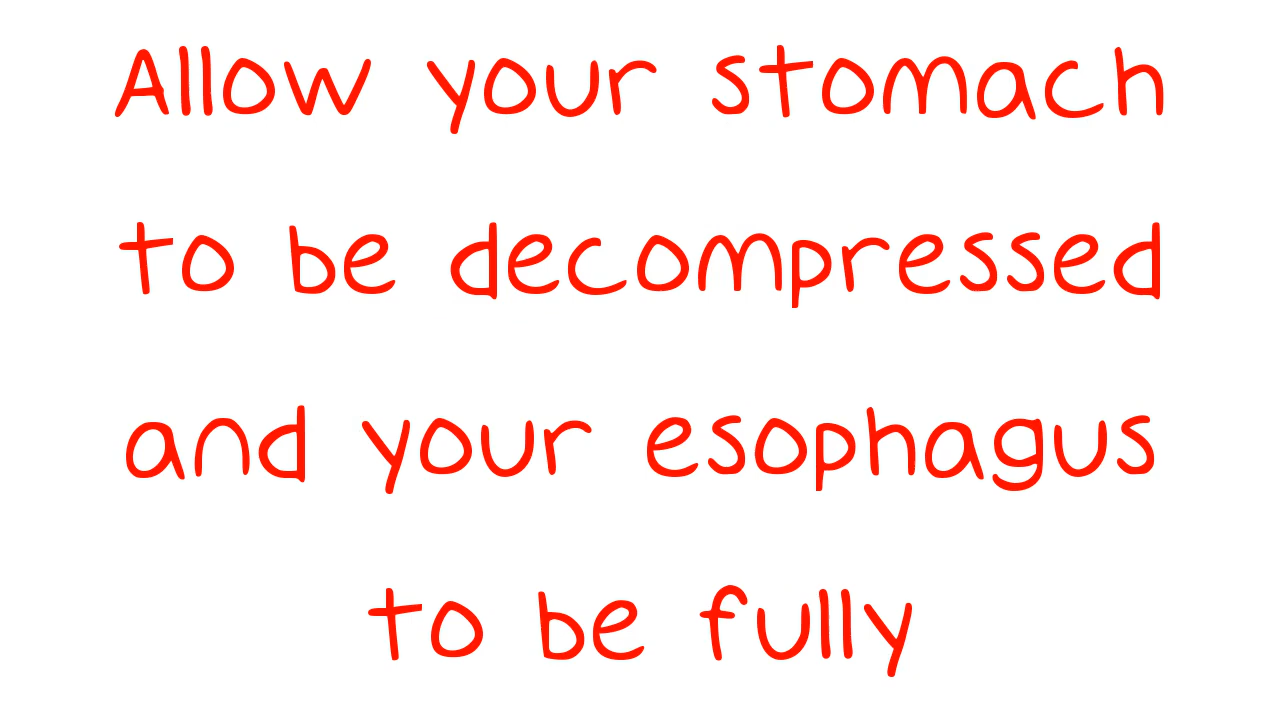 Allow your stomach
to be decompressed
and your esophagus
to be fully